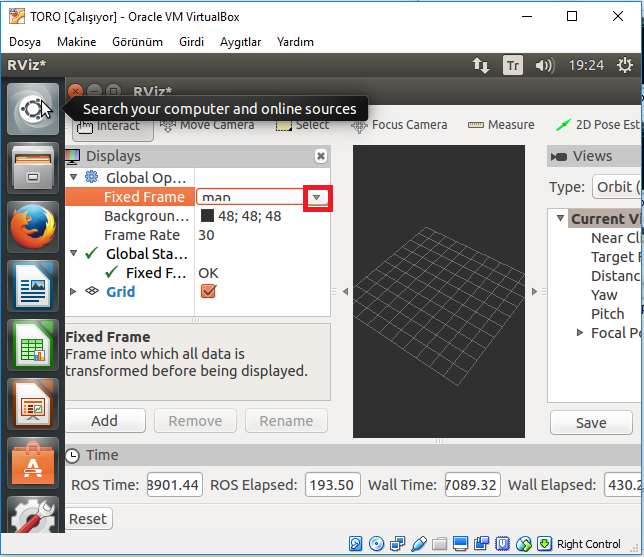 TORO [Çalışıyor] - Oracle VM VirtualBox
Dosya Makine Görünüm Girdi Aygıtlar Yardım
RViz* Tr 19:24
RViz*
Search your computer and online sources
Interact Move Camera Select Focus Camera Measure 2D Pose Est
Displays
Views
Global Op...
Type: Orbit (
Fixed Frame map
Backgroun... 48; 48; 48
Frame Rate 30
Global Sta...
Fixed F... OK
Grid
Current Vi
Near Cli
Target F
Distanc
Yaw
Pitch
Focal Po
Fixed Frame
Frame into which all data is
transformed before being displayed.
Add Remove Rename
Save
Time
ROS Time: 8901.44 ROS Elapsed: 193.50 Wall Time: 7089.32 Wall Elapsed: 430.2
Reset
Right Control